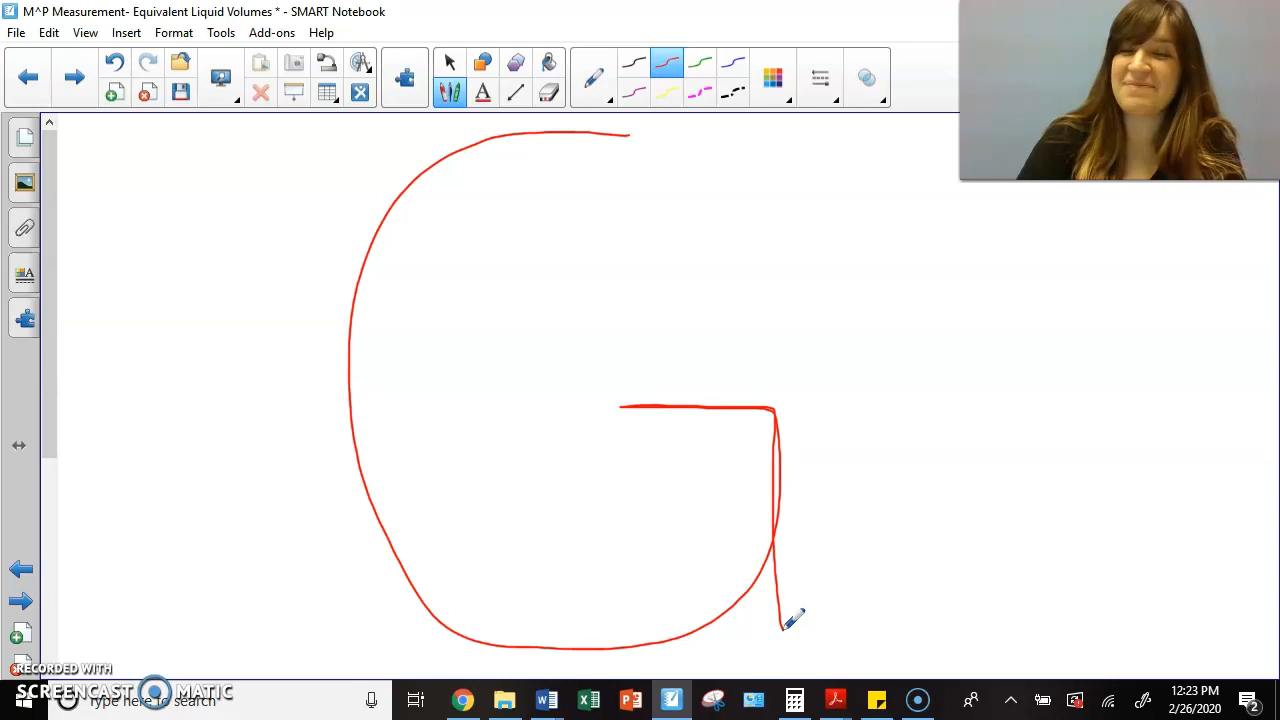 M^P Measurement- Equivalent Liquid Volumes * - SMART Notebook
File Edit View Insert Format Tools Add-ons Help
G
RECORDED WITH
SCREENCAST MATIC
Type here to search
12:23 PM
2/26/2020
2